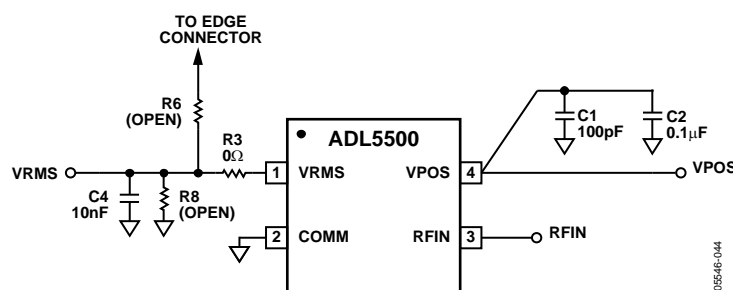 TO EDGE
CONNECTOR
R6
(OPEN)
R3
0Ω
VRMS
C4
10nF
R8
(OPEN)
ADL5500
1
VRMS
VPOS
4
2
COMM
RFIN
3
C1
100pF
C2
0.1μF
VPOS
RFIN
05546-044